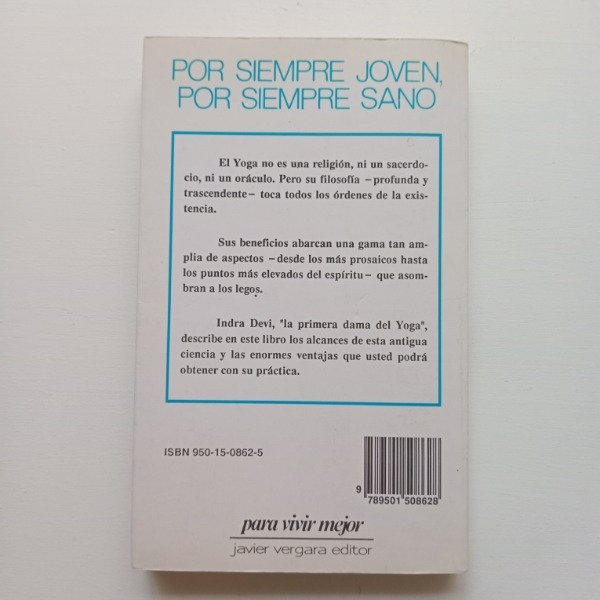 POR SIEMPRE JOVEN,
POR SIEMPRE SANO
El Yoga no es una religión, ni un sacerdo-
cio, ni un oráculo. Pero su filosofía —profunda y
trascendente— toca todos los órdenes de la exis-
tencia.
Sus beneficios abarcan una gama tan am-
plia de aspectos —desde los más prosaicos hasta
los puntos más elevados del espíritu— que asom-
bran a los legos.
Indra Devi, "la primera dama del Yoga",
describe en este libro los alcances de esta antigua
ciencia y las enormes ventajas que usted podrá
obtener con su práctica.
ISBN 950-15-0862-5
9 789501 508628
para vivir mejor
javier vergara editor